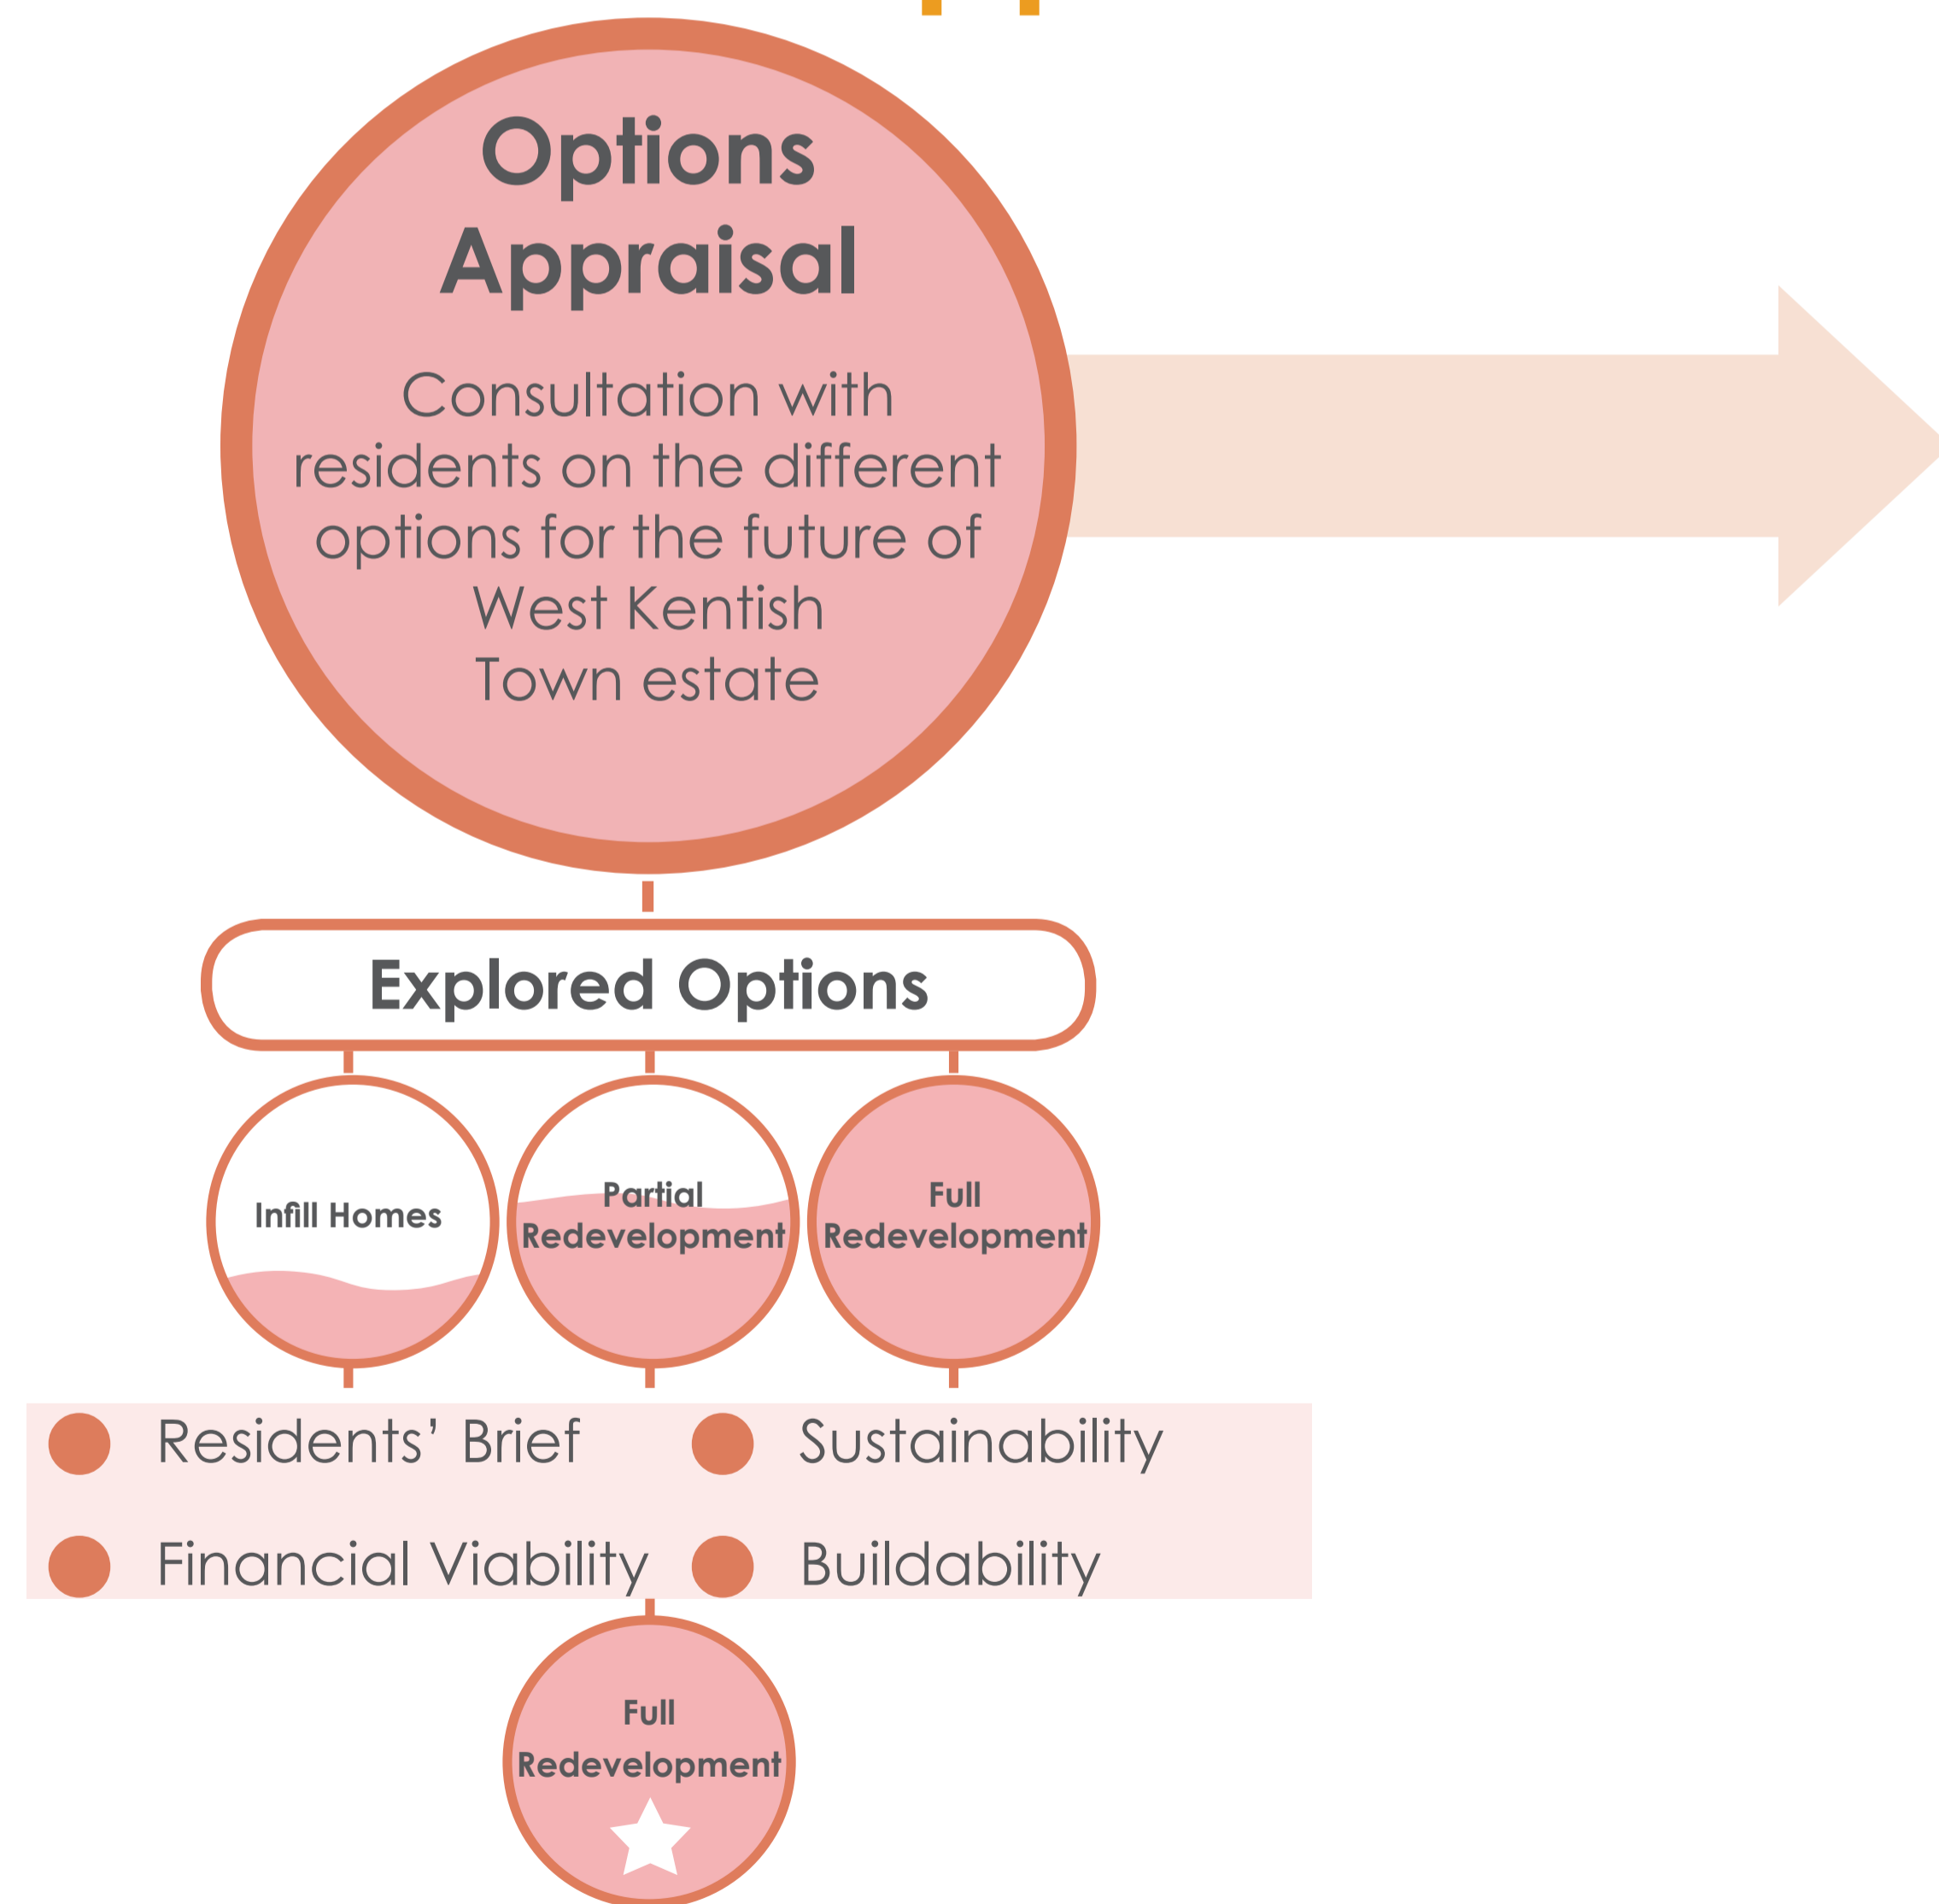 Options
Appraisal
Consultation with
residents on the different
options for the future of
West Kentish
Town estate
Explored Options
Infill Homes
Partial
Redevelopment
Full
Redevelopment
Residents’ Brief
Sustainability
Financial Viability
Buildability
Full
Redevelopment